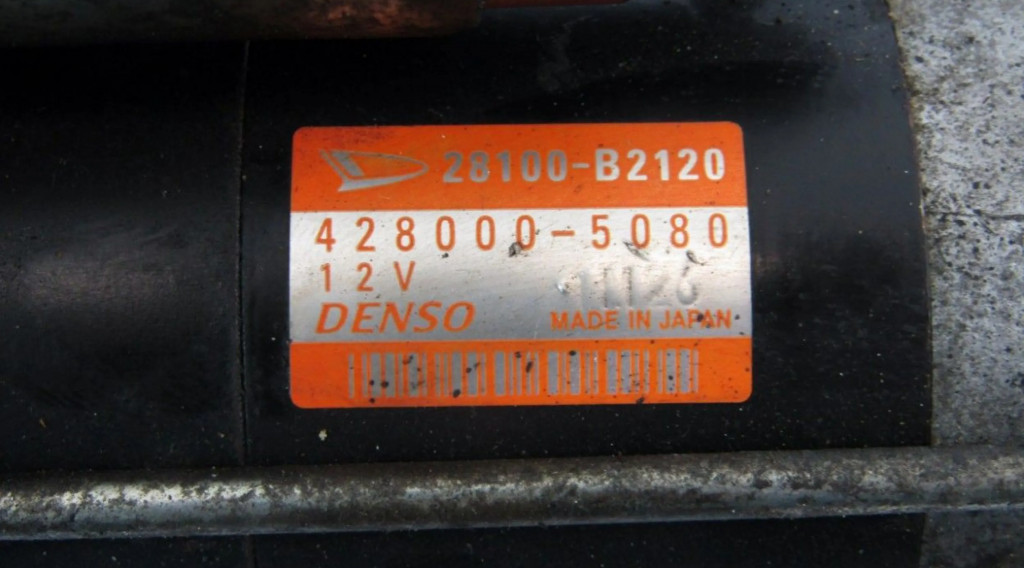 28100-B2120
428000-5080
12V
DENSO
MADE IN JAPAN